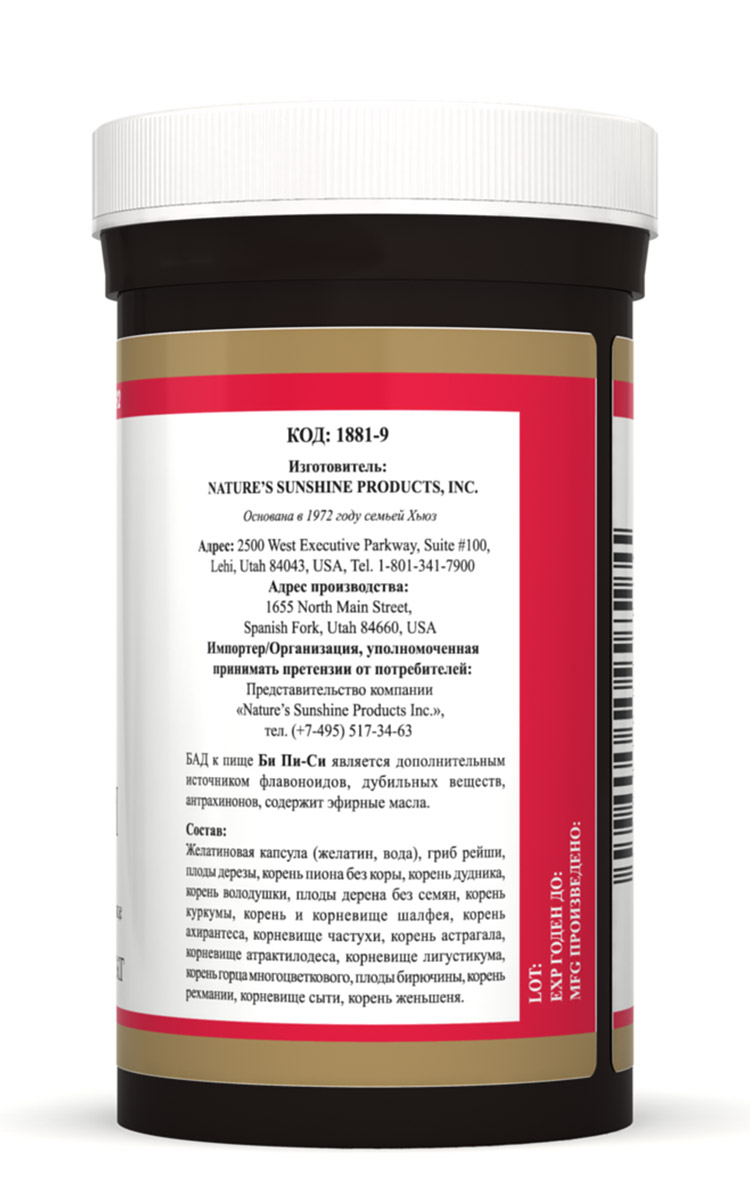 КОД: 1881-9
Изготовитель:
NATURE'S SUNSHINE PRODUCTS, INC.
Основана в 1972 году семьей Хьюз
Адрес: 2500 West Executive Parkway, Suite #100,
Lehi, Utah 84043, USA, Tel. 1-801-341-7900
Адрес производства:
1655 North Main Street,
Spanish Fork, Utah 84660, USA
Импортер/Организация, уполномоченная
принимать претензии от потребителей:
Представительство компании
«Nature's Sunshine Products Inc.»,
тел. (+7-495) 517-34-63
БАД к пище Би Пи-Си является дополнительным
источником флавоноидов, дубильных веществ,
антрахинонов, содержит эфирные масла.
Состав:
Желатиновая капсула (желатин, вода), гриб рейши,
плоды дерезы, корень пиона без коры, корень дудника,
корень володушки, плоды дерена без семян, корень
куркумы, корень и корневище шалфея, корень
ахирантеса, корневище частухи, корень астрагала,
корневище атрактилодеса, корневище лигустикума,
корень горца многоцветкового, плоды бирючины, корень
рехмании, корневище сыти, корень женьшеня.
LOT:
EXP ГОДЕН ДО:
MFG ПРОИЗВЕДЕНО: